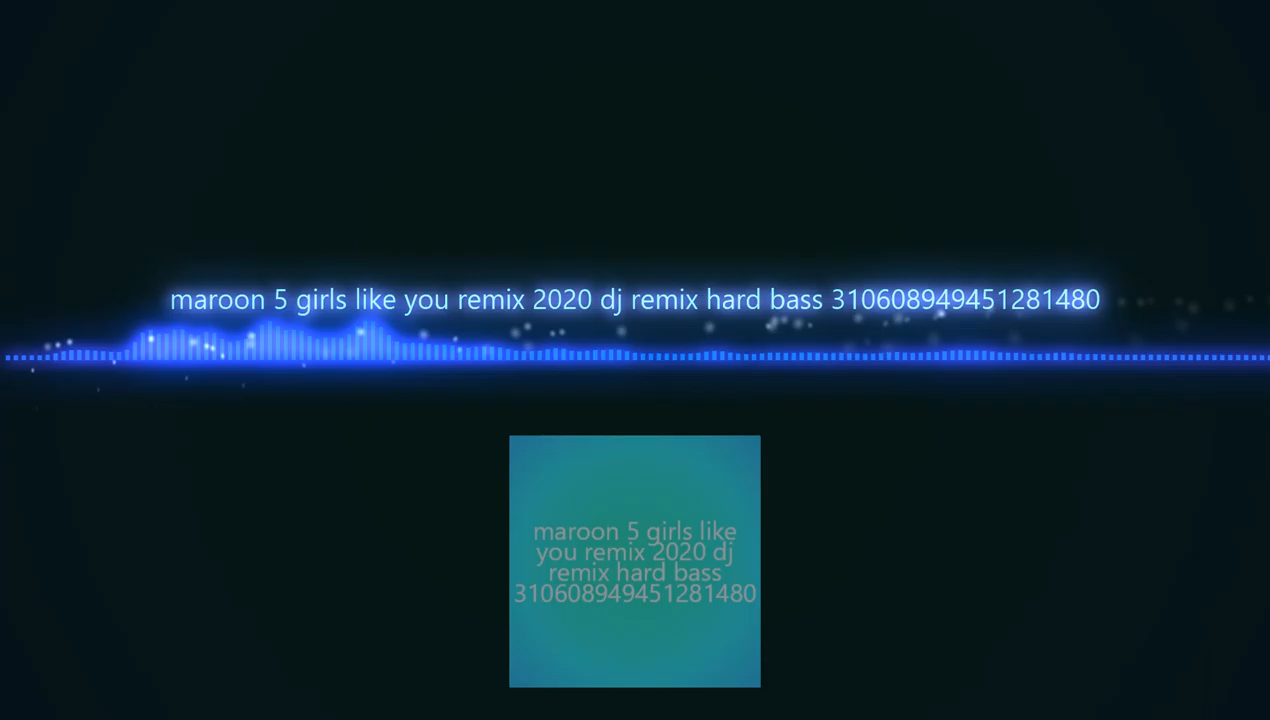 maroon 5 girls like you remix 2020 dj remix hard bass 310608949451281480
maroon 5 girls like
you remix 2020 dj
remix hard bass
310608949451281480